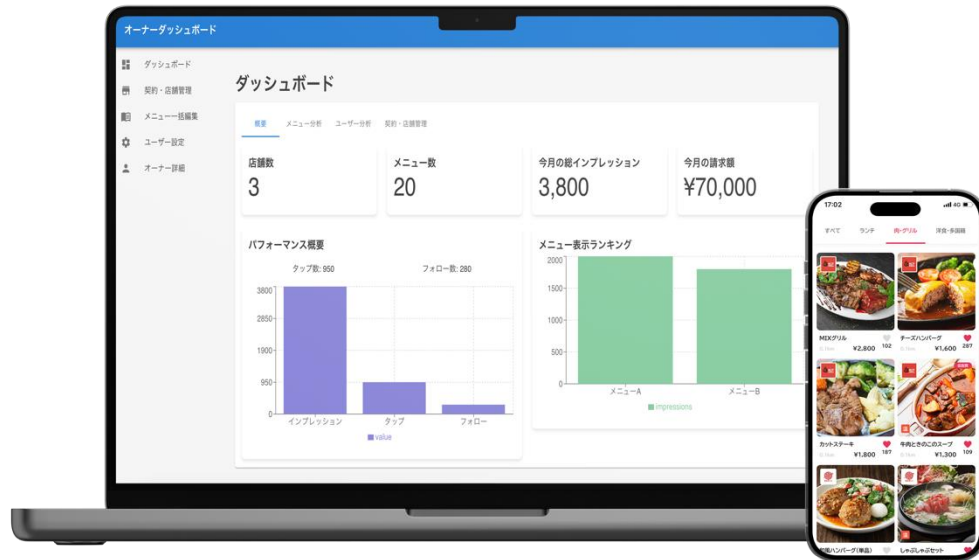 オーナーダッシュボード
ダッシュボード
契約・店舗管理
メニュー一括編集
ユーザー設定
オーナー詳細
ダッシュボード
概要 メニュー分析 ユーザー分析 契約・店舗管理
店舗数
3
メニュー数
20
今月の総インプレッション
3,800
今月の請求額
¥70,000
パフォーマンス概要
タップ数: 950 フォロー数: 280
3800
2850
1900
950
0
インプレッション タップ フォロー
value
メニュー表示ランキング
2000
1500
1000
500
0
メニューA メニューB
impressions
17:02 4G
すべて ランチ 肉・グリル 洋食・多国籍
MIXグリル チーズハンバーグ
¥2,800 102 ¥1,600 287
カットステーキ 牛肉ときのこのスープ
¥1,800 187 ¥1,300 109
ハンバーグ(単品) しゃぶしゃぶセット